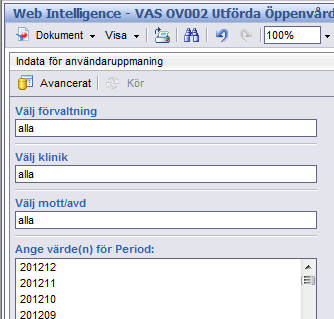 Web Intelligence - VAS OV002 Utförda Öppenvård
Dokument Visa 100%
Indata för användaruppmaning
Avancerat Kör
Välj förvaltning
alla
Välj klinik
alla
Välj mott/avd
alla
Ange värde(n) för Period:
201212
201211
201210
201209